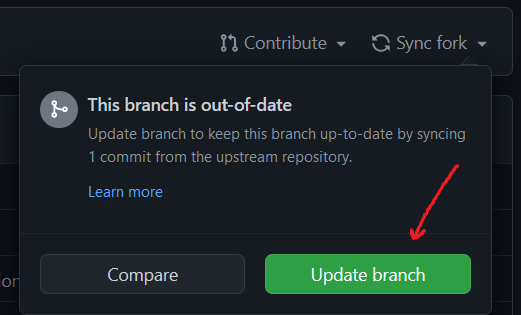 Contribute Sync fork
This branch is out-of-date
Update branch to keep this branch up-to-date by syncing
1 commit from the upstream repository.
Learn more
Compare Update branch
ion